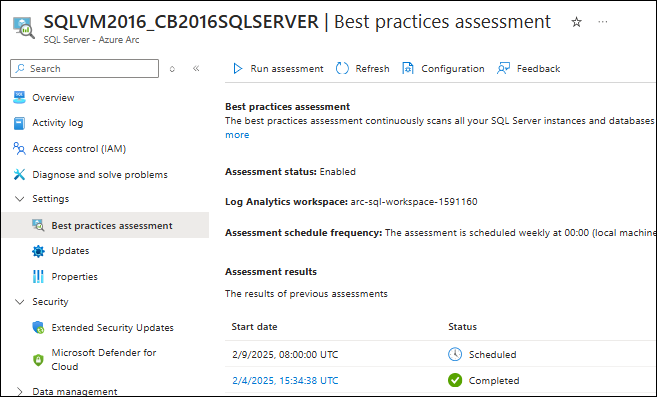 SQLVM2016_CB2016SQLSERVER | Best practices assessment
SQL Server - Azure Arc
Search
Run assessment
Refresh
Configuration
Feedback
Overview
Activity log
Access control (IAM)
Diagnose and solve problems
Settings
Best practices assessment
Updates
Properties
Security
Extended Security Updates
Microsoft Defender for
Cloud
Data management
Best practices assessment
The best practices assessment continuously scans all your SQL Server instances and databases
more
Assessment status: Enabled
Log Analytics workspace: arc-sql-workspace-1591160
Assessment schedule frequency: The assessment is scheduled weekly at 00:00 (local machine
Assessment results
The results of previous assessments
Start date Status
2/9/2025, 08:00:00 UTC Scheduled
2/4/2025, 15:34:38 UTC Completed